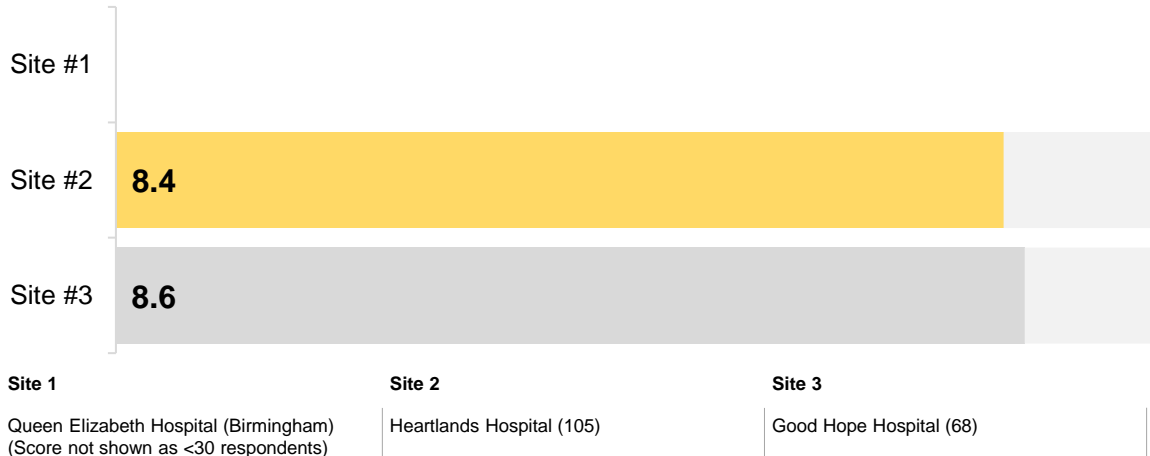 Site #1
Site #2
8.4
Site #3
8.6
Site 1
Site 2
Site 3
Queen Elizabeth Hospital (Birmingham)
(Score not shown as <30 respondents)
Heartlands Hospital (105)
Good Hope Hospital (68)